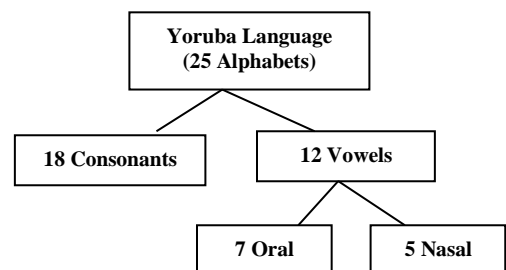 Yoruba Language
(25 Alphabets)
18 Consonants
12 Vowels
7 Oral
5 Nasal